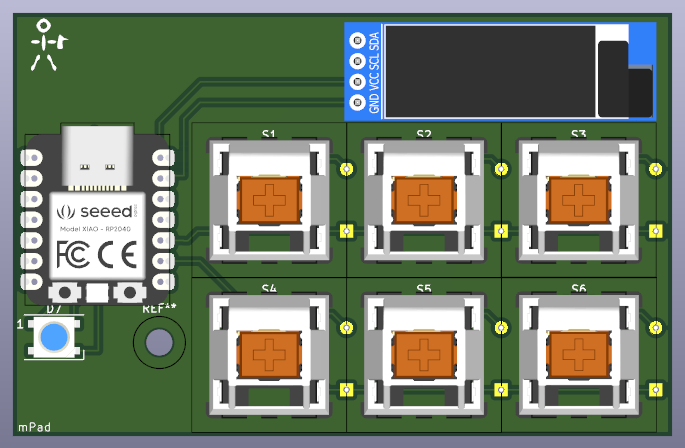 GND VCC SCL SDA
S1
S2
S3
seeed
studio
Model XIAO - RP2040
FC CE
S4
S5
S6
D7
REF**
1
mPad